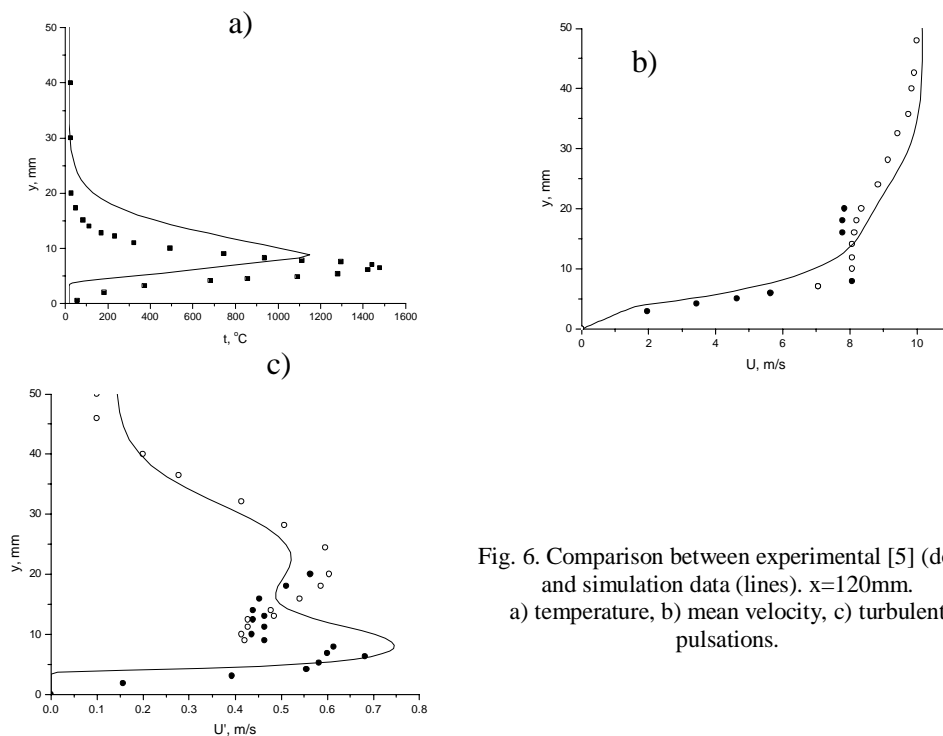 a)
50
40
30
20
10
0
y, mm
0 200 400 600 800 1000 1200 1400 1600
t, °C
b)
50
40
30
20
10
0
y, mm
0 2 4 6 8 10
U, m/s
c)
50
40
30
20
10
0
y, mm
0.0 0.1 0.2 0.3 0.4 0.5 0.6 0.7 0.8
U', m/s
Fig. 6. Comparison between experimental [5]
and simulation data (lines). x=120mm.
a) temperature, b) mean velocity, c) turbulent
pulsations.